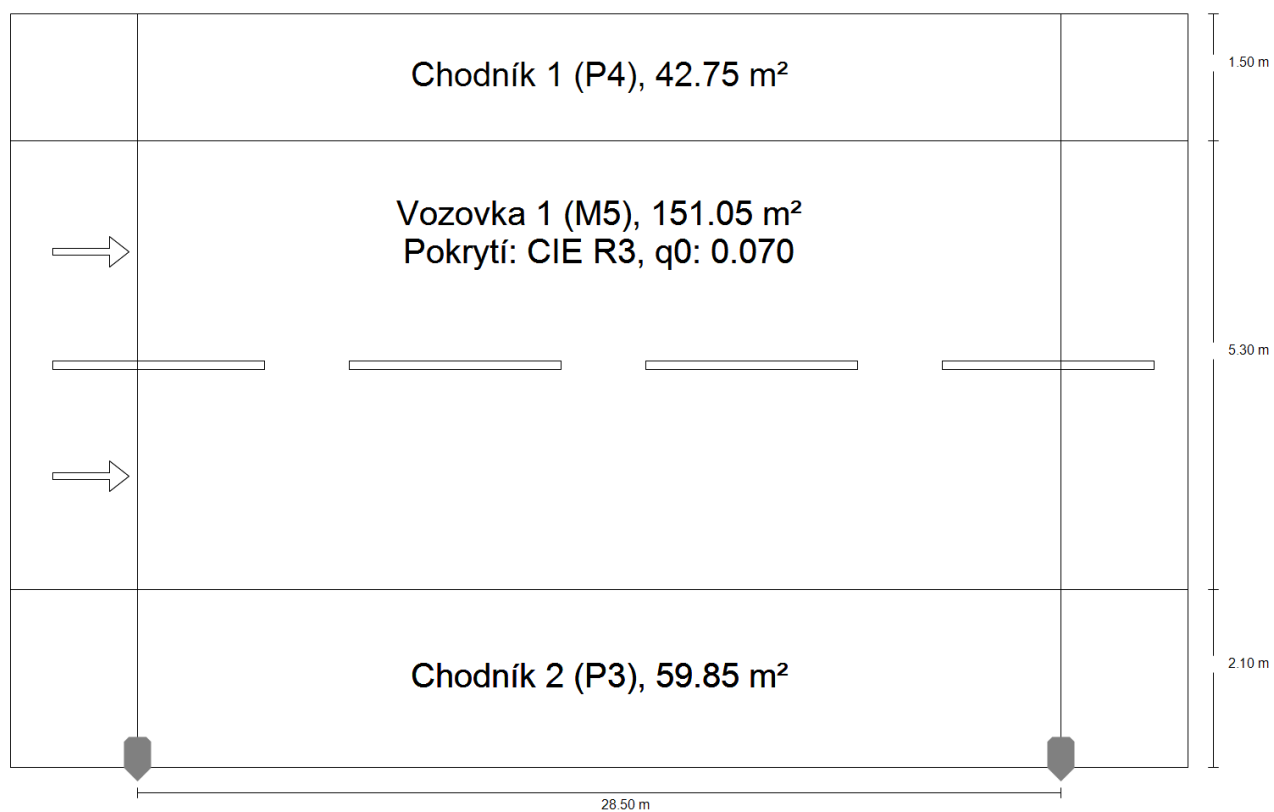 Chodník 1 (P4), 42.75 m²
1.50 m
Vozovka 1 (M5), 151.05 m²
Pokrytí: CIE R3, q0: 0.070
5.30 m
Chodník 2 (P3), 59.85 m²
2.10 m
28.50 m